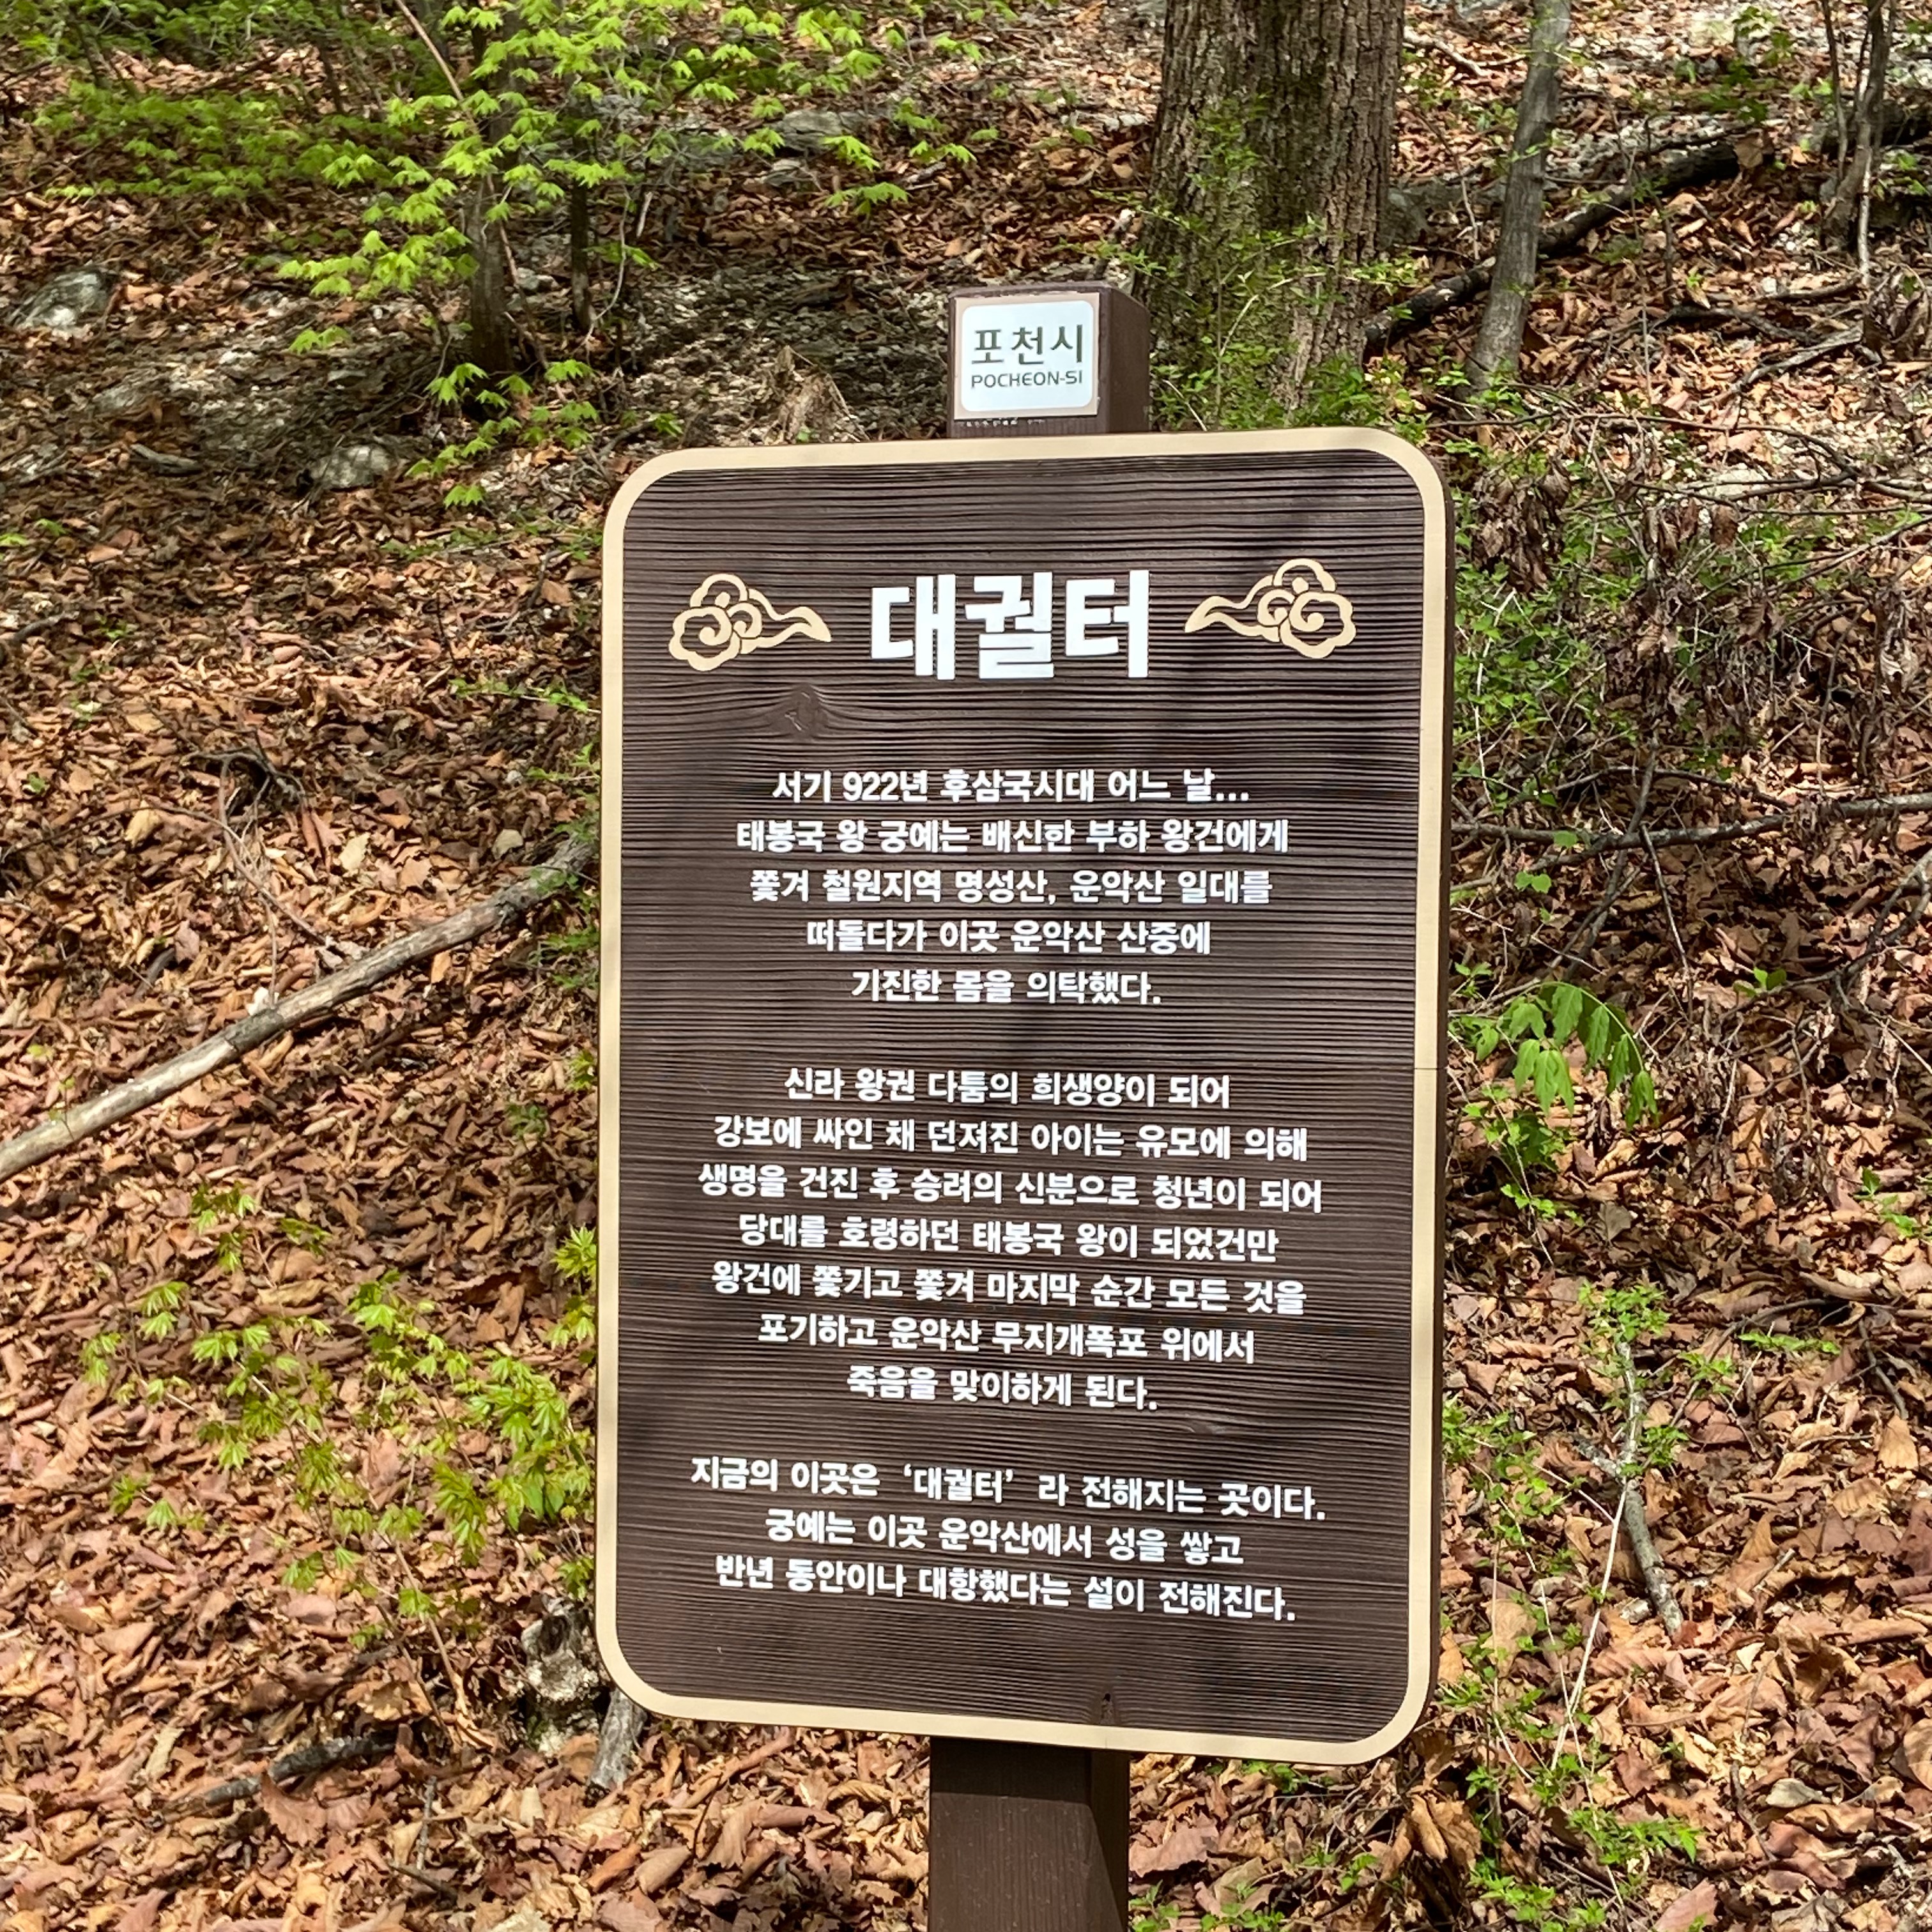 포천시
POCHEON-SI
대궐터
서기 922년 후삼국시대 어느 날...
태봉국 왕 궁예는 배신한 부하 왕건에게
쫓겨 철원지역 명성산, 운악산 일대를
떠돌다가 이곳 운악산 산중에
기진한 몸을 의탁했다.
신라 왕권 다툼의 희생양이 되어
강보에 싸인 채 던져진 아이는 유모에 의해
생명을 건진 후 승려의 신분으로 청년이 되어
당대를 호령하던 태봉국 왕이 되었건만
왕건에 쫓기고 쫓겨 마지막 순간 모든 것을
포기하고 운악산 무지개폭포 위에서
죽음을 맞이하게 된다.
지금의 이곳은 ‘대궐터’ 라 전해지는 곳이다.
궁예는 이곳 운악산에서 성을 쌓고
반년 동안이나 대항했다는 설이 전해진다.